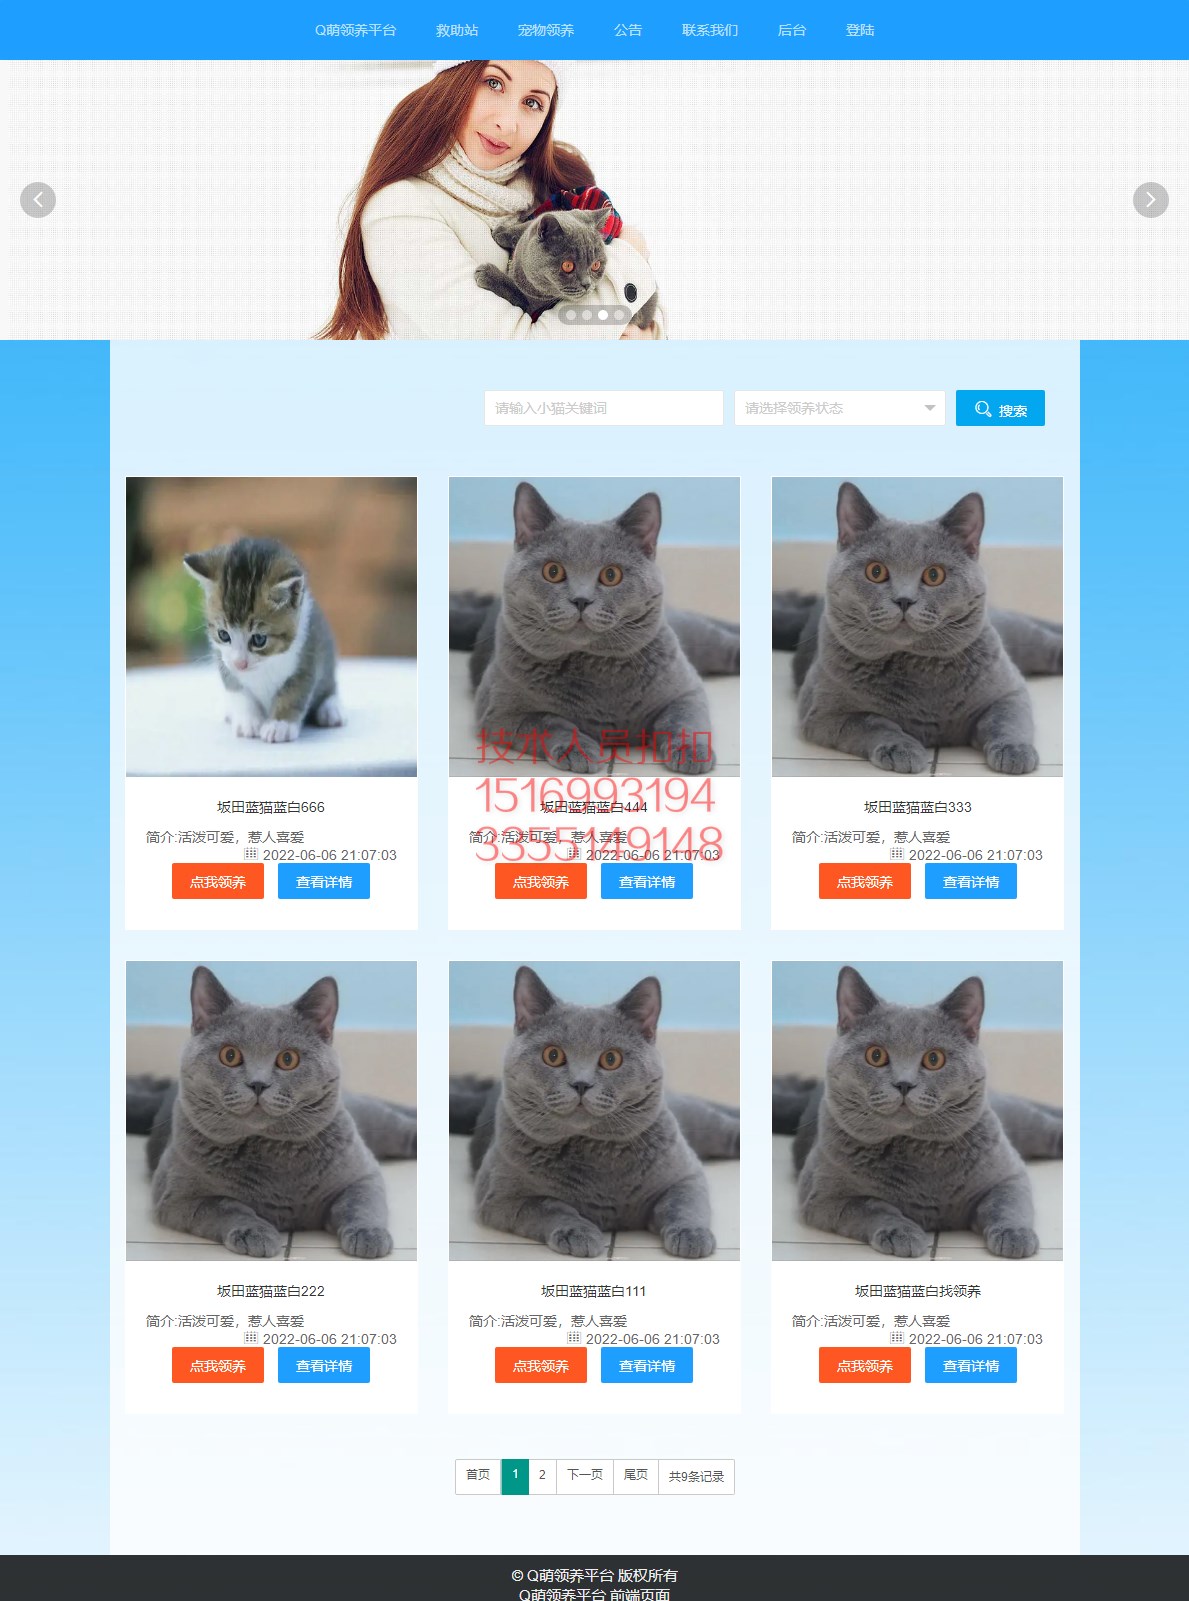 Q萌领养平台 救助站 宠物领养 公告 联系我们 后台 登陆
请输入小猫关键词 请选择领养状态 搜索
技术人员扣扣
1516993194
3355149148
坂田蓝猫蓝白666 坂田蓝猫蓝白444 坂田蓝猫蓝白333
简介:活泼可爱，惹人喜爱 简介:活泼可爱，惹人喜爱 简介:活泼可爱，惹人喜爱
2022-06-06 21:07:03 2022-06-06 21:07:03 2022-06-06 21:07:03
点我领养 查看详情 点我领养 查看详情 点我领养 查看详情
坂田蓝猫蓝白222 坂田蓝猫蓝白111 坂田蓝猫蓝白找领养
简介:活泼可爱，惹人喜爱 简介:活泼可爱，惹人喜爱 简介:活泼可爱，惹人喜爱
2022-06-06 21:07:03 2022-06-06 21:07:03 2022-06-06 21:07:03
点我领养 查看详情 点我领养 查看详情 点我领养 查看详情
首页 1 2 下一页 尾页 共9条记录
© Q萌领养平台 版权所有
Q萌领养平台 前端页面